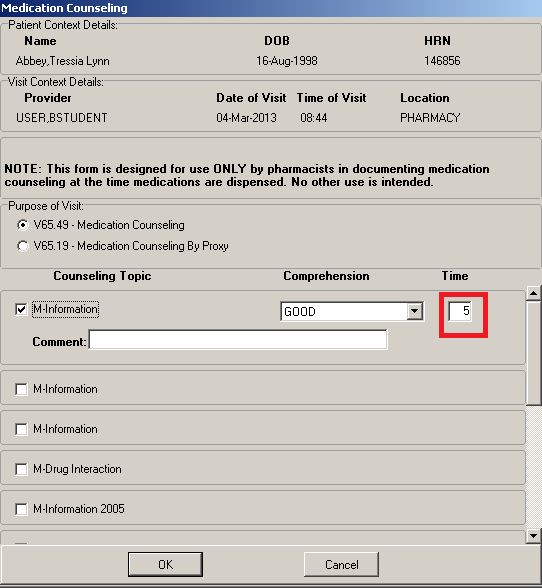 Medication Counseling
Patient Context Details:
Name DOB HRN
Abbey,Tressia Lynn 16-Aug-1998 146856
Visit Context Details:
Provider Date of Visit Time of Visit Location
USER,BSTUDENT 04-Mar-2013 08:44 PHARMACY
NOTE: This form is designed for use ONLY by pharmacists in documenting medication
counseling at the time medications are dispensed. No other use is intended.
Purpose of Visit:
V65.49 - Medication Counseling
V65.19 - Medication Counseling By Proxy
Counseling Topic Comprehension Time
M-Information GOOD 5
Comment:
M-Information
M-Information
M-Drug Interaction
M-Information 2005
OK Cancel